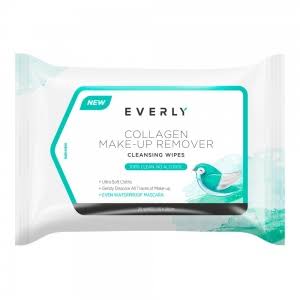 NEW
EVERLY
COLLAGEN
MAKE-UP REMOVER
CLEANSING WIPES
• Ultra Soft Cloths
• Gently Dissolve All Traces of Make-up
• EVEN WATERPROOF MASCARA